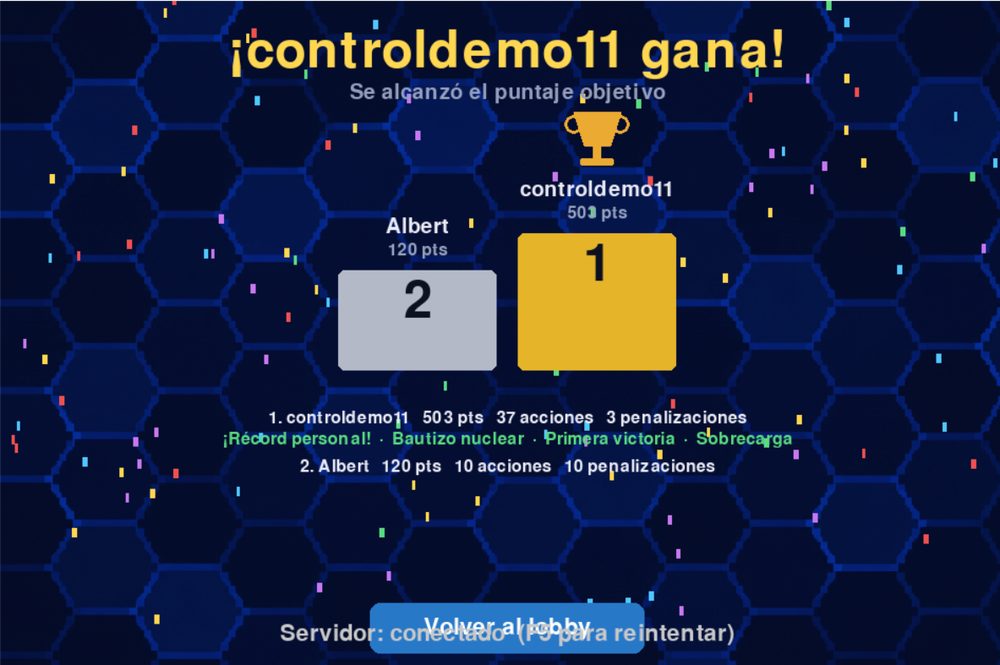 ¡controldemo11 gana!
Se alcanzó el puntaje objetivo
controldemo11
503 pts
Albert
120 pts
1
2
1. controldemo11 503 pts 37 acciones 3 penalizaciones
¡Récord personal! · Bautizo nuclear · Primera victoria · Sobrecarga
2. Albert 120 pts 10 acciones 10 penalizaciones
Volver al lobby
Servidor: conectado (F5 para reintentar)